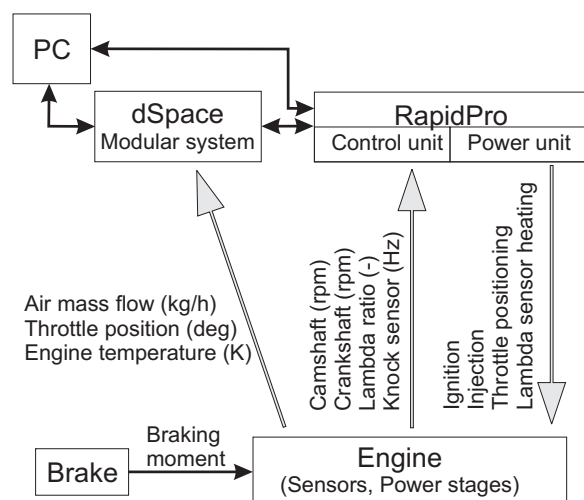 PC
dSpace
Modular system
RapidPro
Control unit
Power unit
Air mass flow (kg/h)
Throttle position (deg)
Engine temperature (K)
Camshaft (rpm)
Crankshaft (rpm)
Lambda ratio (-)
Knock sensor (Hz)
Ignition
Injection
Throttle positioning
Lambda sensor heating
Braking
moment
Brake
Engine
(Sensors, Power stages)